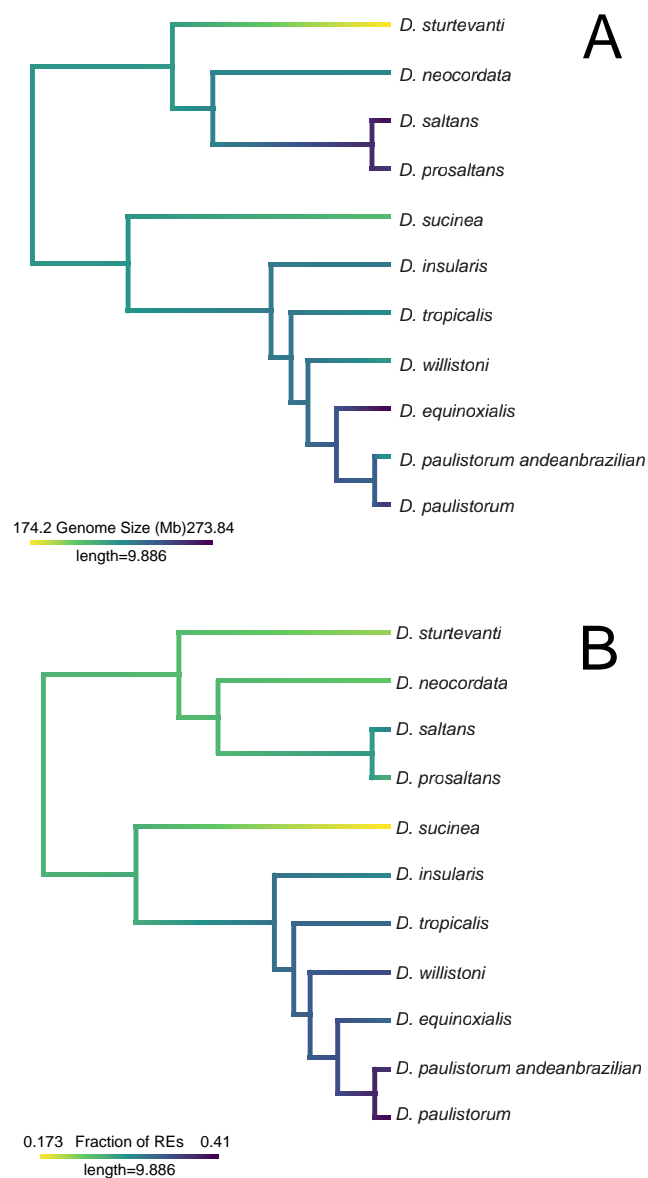 A
D. sturtevanti
D. neocordata
D. saltans
D. prosaltans
D. sucinea
D. insularis
D. tropicalis
D. willistoni
D. equinoxialis
D. paulistorum andeanbrazilian
D. paulistorum
174.2 Genome Size (Mb)273.84
length=9.886
B
D. sturtevanti
D. neocordata
D. saltans
D. prosaltans
D. sucinea
D. insularis
D. tropicalis
D. willistoni
D. equinoxialis
D. paulistorum andeanbrazilian
D. paulistorum
0.173 Fraction of REs 0.41
length=9.886